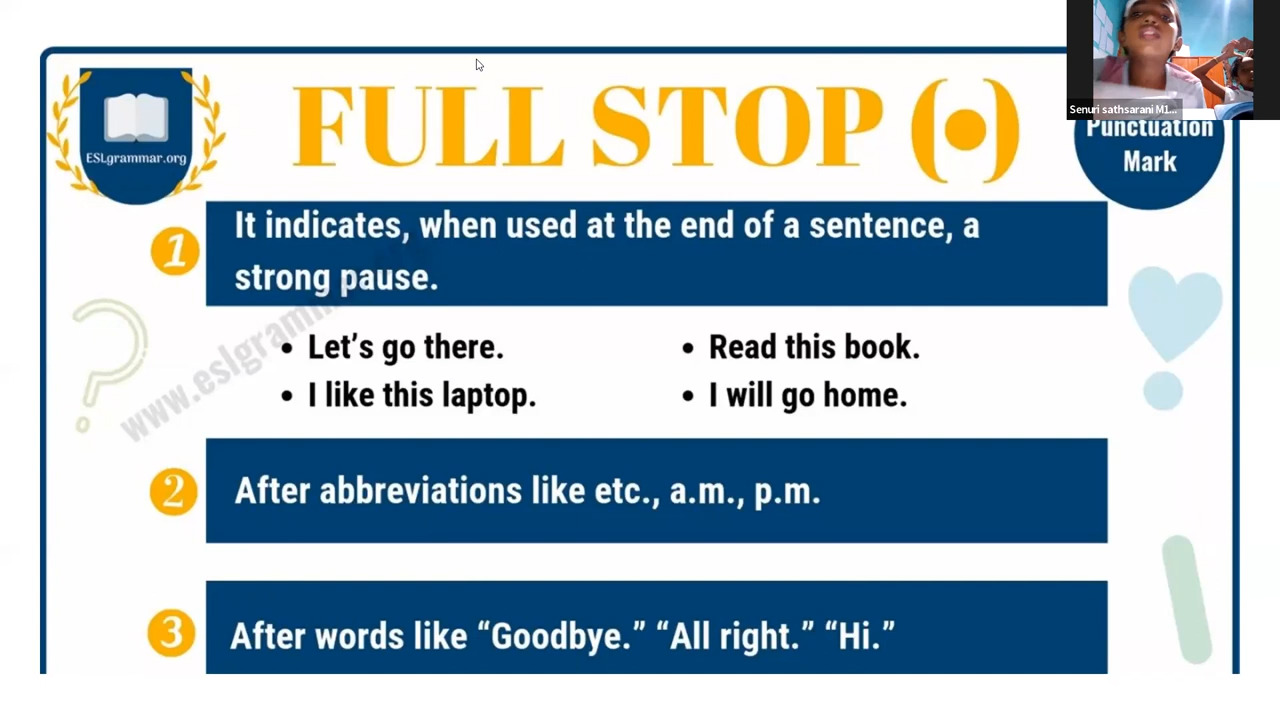 Senuri sathsarani M1...
ESLgrammar.org
FULL STOP (•)
Punctuation
Mark
1
It indicates, when used at the end of a sentence, a
strong pause.
• Let’s go there.
• I like this laptop.
• Read this book.
• I will go home.
2
After abbreviations like etc., a.m., p.m.
3
After words like “Goodbye.” “All right.” “Hi.”